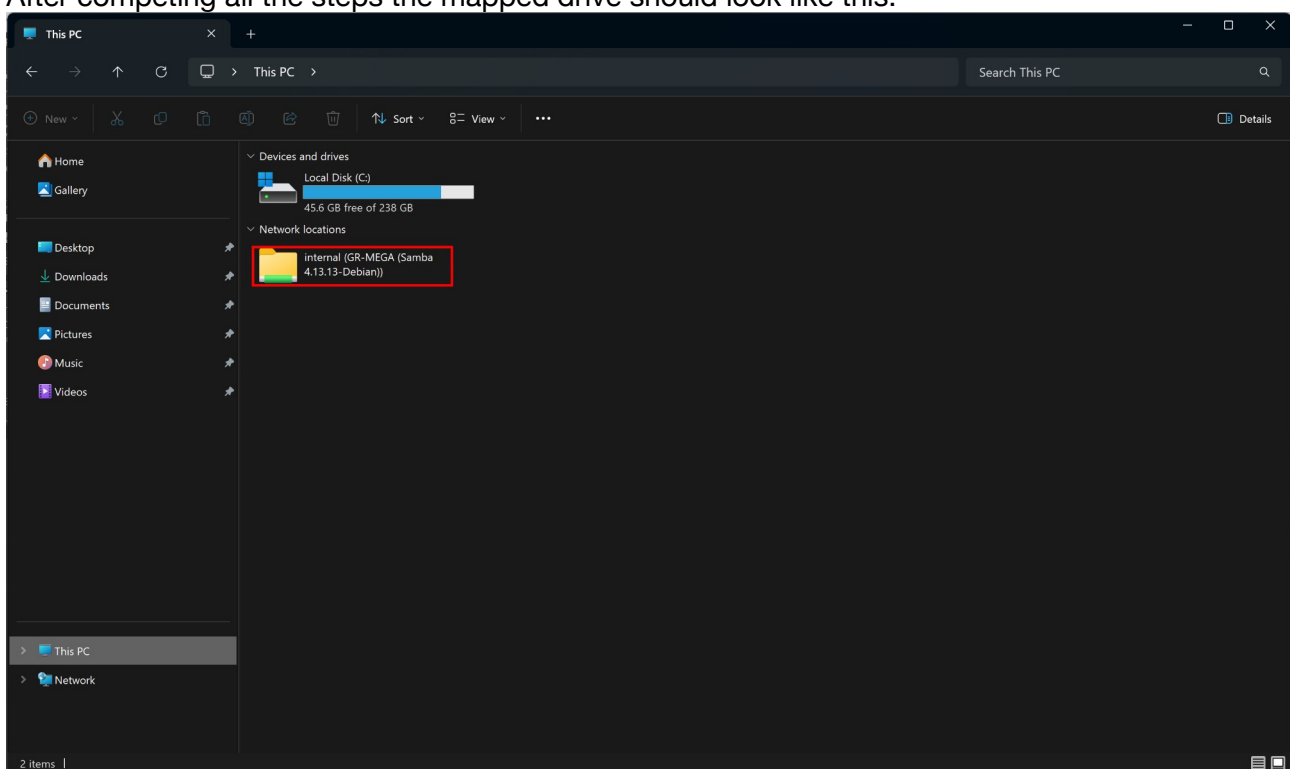 After competing all the steps the mapped drive should look like this:
This PC
This PC
Search This PC
New
Sort
View
Details
Home
Gallery
Desktop
Downloads
Documents
Pictures
Music
Videos
This PC
Network
Devices and drives
Local Disk (C:)
45.6 GB free of 238 GB
Network locations
internal (GR-MEGA (Samba
4.13.13-Debian))
2 items